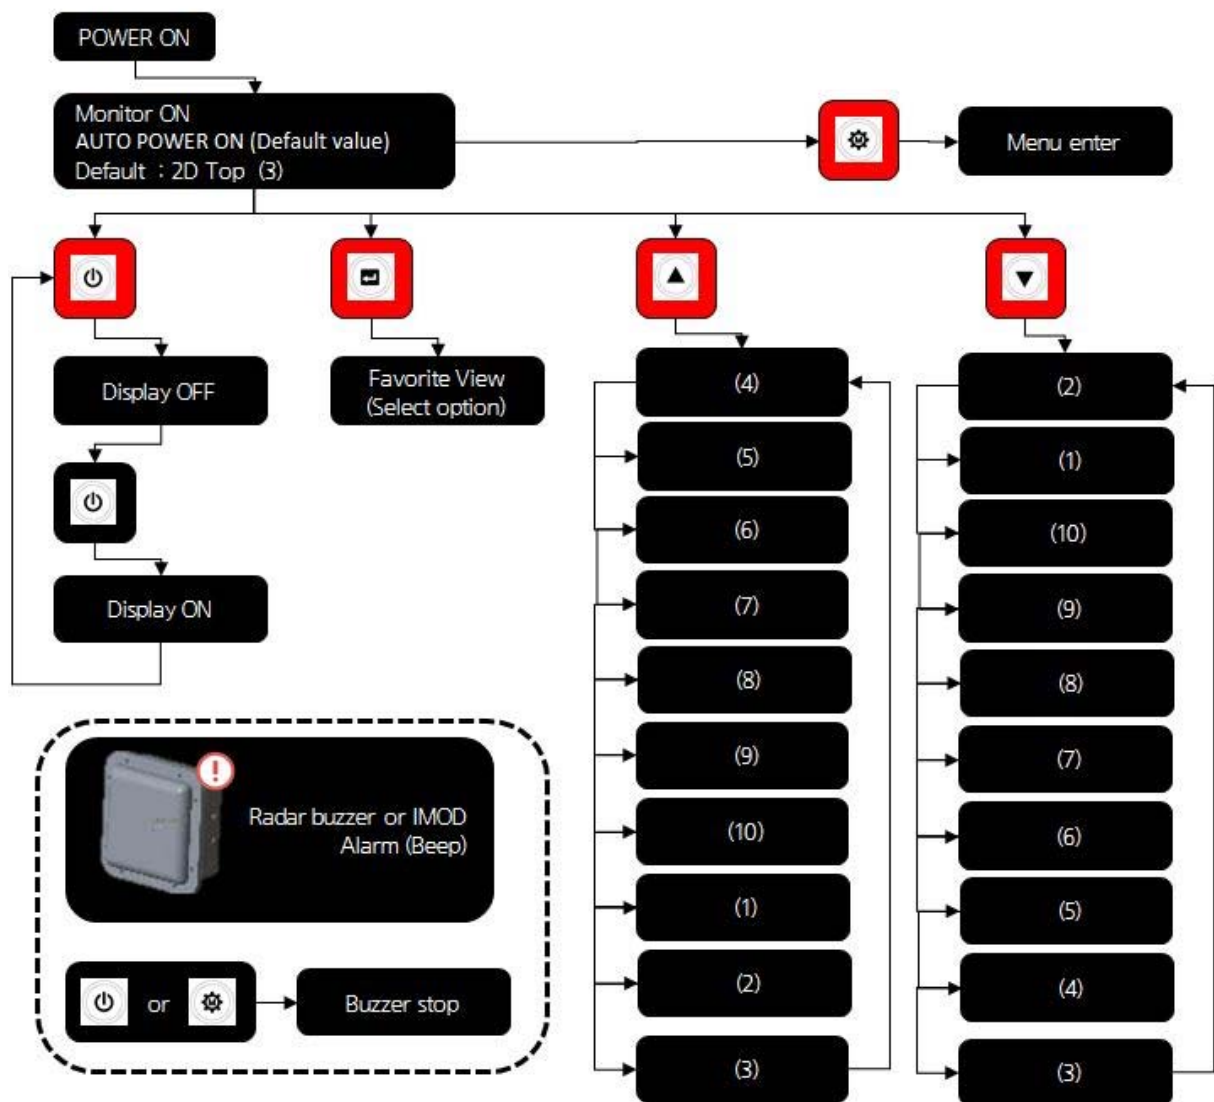 POWER ON
Monitor ON
AUTO POWER ON (Default value)
Default : 2D Top (3)
Menu enter
Display OFF
Display ON
Favorite View
(Select option)
(4)
(5)
(6)
(7)
(8)
(9)
(10)
(1)
(2)
(3)
(2)
(1)
(10)
(9)
(8)
(7)
(6)
(5)
(4)
(3)
Radar buzzer or IMOD
Alarm (Beep)
or
Buzzer stop